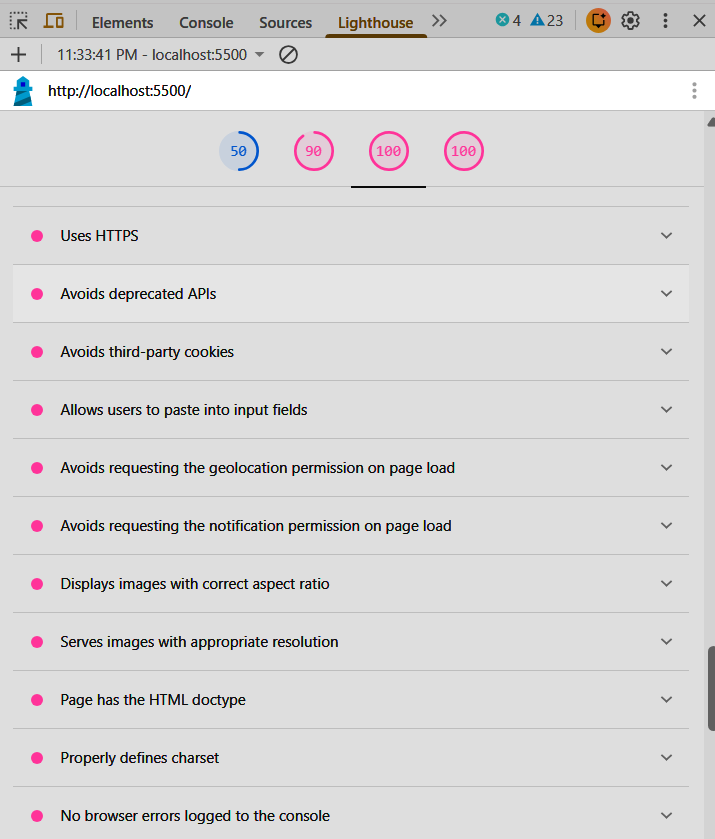 Elements Console Sources Lighthouse 4 23
11:33:41 PM - localhost:5500
http://localhost:5500/
50 90 100 100
Uses HTTPS
Avoids deprecated APIs
Avoids third-party cookies
Allows users to paste into input fields
Avoids requesting the geolocation permission on page load
Avoids requesting the notification permission on page load
Displays images with correct aspect ratio
Serves images with appropriate resolution
Page has the HTML doctype
Properly defines charset
No browser errors logged to the console